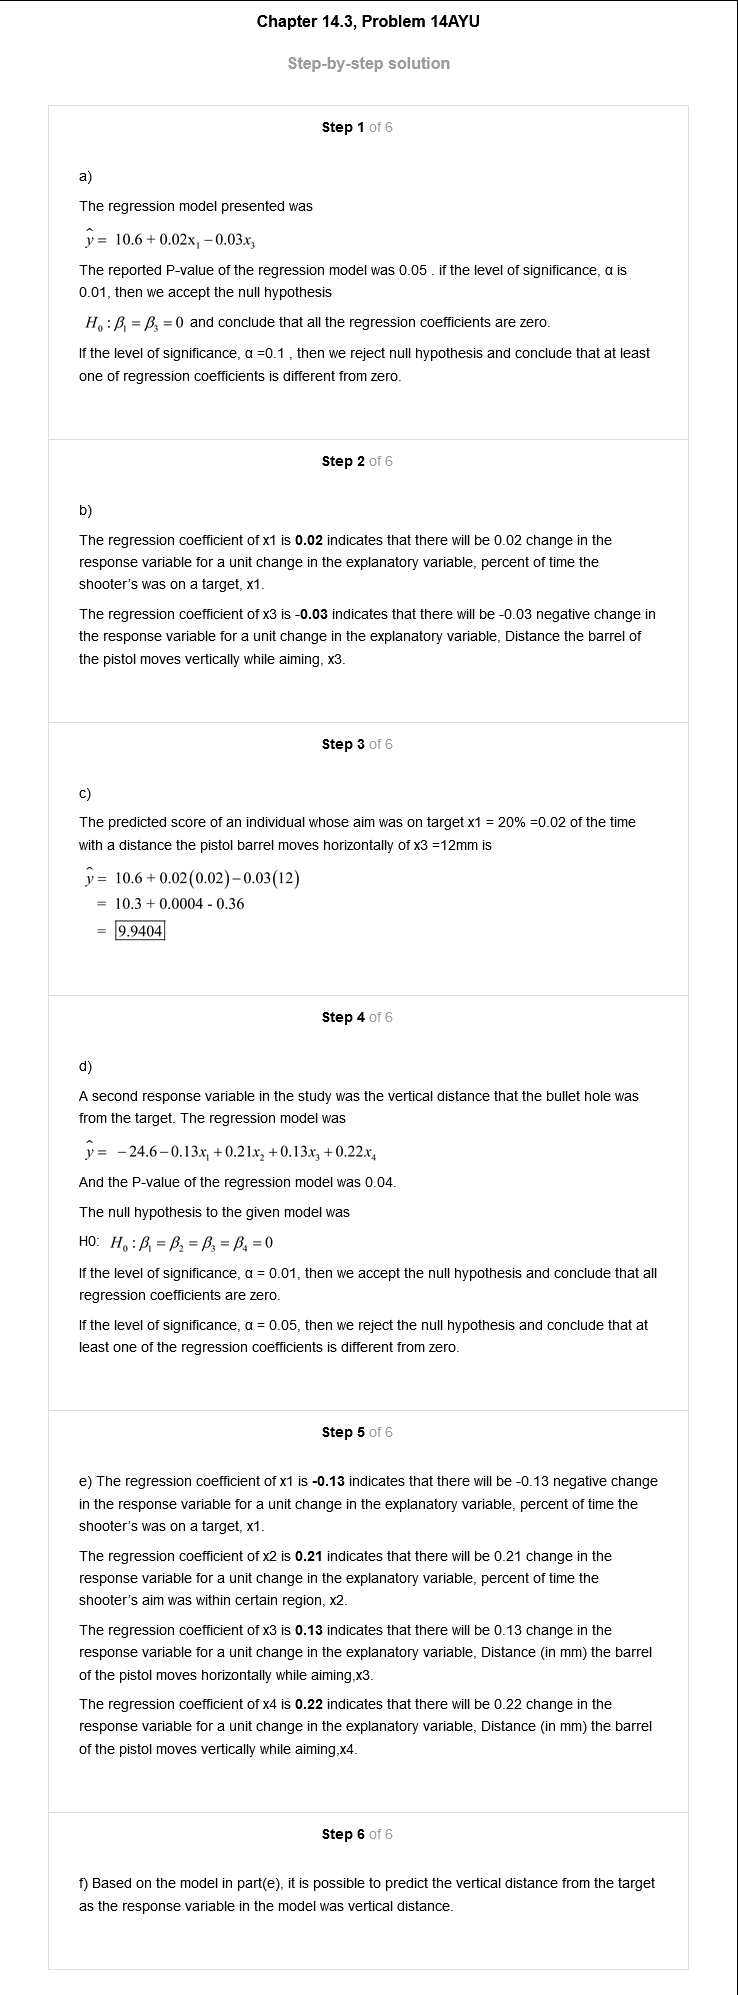 Chapter 14.3, Problem 14AYU
Step-by-step solution
Step 1 of 6
a)
The regression model presented was
ŷ = 10.6 + 0.02x₁ − 0.03x₃
The reported P-value of the regression model was 0.05 . if the level of significance, α is
0.01, then we accept the null hypothesis
H₀ : β₁ = β₃ = 0 and conclude that all the regression coefficients are zero.
If the level of significance, α =0.1 , then we reject null hypothesis and conclude that at least
one of regression coefficients is different from zero.
Step 2 of 6
b)
The regression coefficient of x1 is 0.02 indicates that there will be 0.02 change in the
response variable for a unit change in the explanatory variable, percent of time the
shooter's was on a target, x1.
The regression coefficient of x3 is -0.03 indicates that there will be -0.03 negative change in
the response variable for a unit change in the explanatory variable, Distance the barrel of
the pistol moves vertically while aiming, x3.
Step 3 of 6
c)
The predicted score of an individual whose aim was on target x1 = 20% =0.02 of the time
with a distance the pistol barrel moves horizontally of x3 =12mm is
ŷ = 10.6 + 0.02(0.02) − 0.03(12)
= 10.3 + 0.0004 - 0.36
= 9.9404
Step 4 of 6
d)
A second response variable in the study was the vertical distance that the bullet hole was
from the target. The regression model was
ŷ = −24.6 − 0.13x₁ + 0.21x₂ + 0.13x₃ + 0.22x₄
And the P-value of the regression model was 0.04.
The null hypothesis to the given model was
H0: H₀ : β₁ = β₂ = β₃ = β₄ = 0
If the level of significance, α = 0.01, then we accept the null hypothesis and conclude that all
regression coefficients are zero.
If the level of significance, α = 0.05, then we reject the null hypothesis and conclude that at
least one of the regression coefficients is different from zero.
Step 5 of 6
e) The regression coefficient of x1 is -0.13 indicates that there will be -0.13 negative change
in the response variable for a unit change in the explanatory variable, percent of time the
shooter's was on a target, x1.
The regression coefficient of x2 is 0.21 indicates that there will be 0.21 change in the
response variable for a unit change in the explanatory variable, percent of time the
shooter's aim was within certain region, x2.
The regression coefficient of x3 is 0.13 indicates that there will be 0.13 change in the
response variable for a unit change in the explanatory variable, Distance (in mm) the barrel
of the pistol moves horizontally while aiming,x3.
The regression coefficient of x4 is 0.22 indicates that there will be 0.22 change in the
response variable for a unit change in the explanatory variable, Distance (in mm) the barrel
of the pistol moves vertically while aiming,x4.
Step 6 of 6
f) Based on the model in part(e), it is possible to predict the vertical distance from the target
as the response variable in the model was vertical distance.